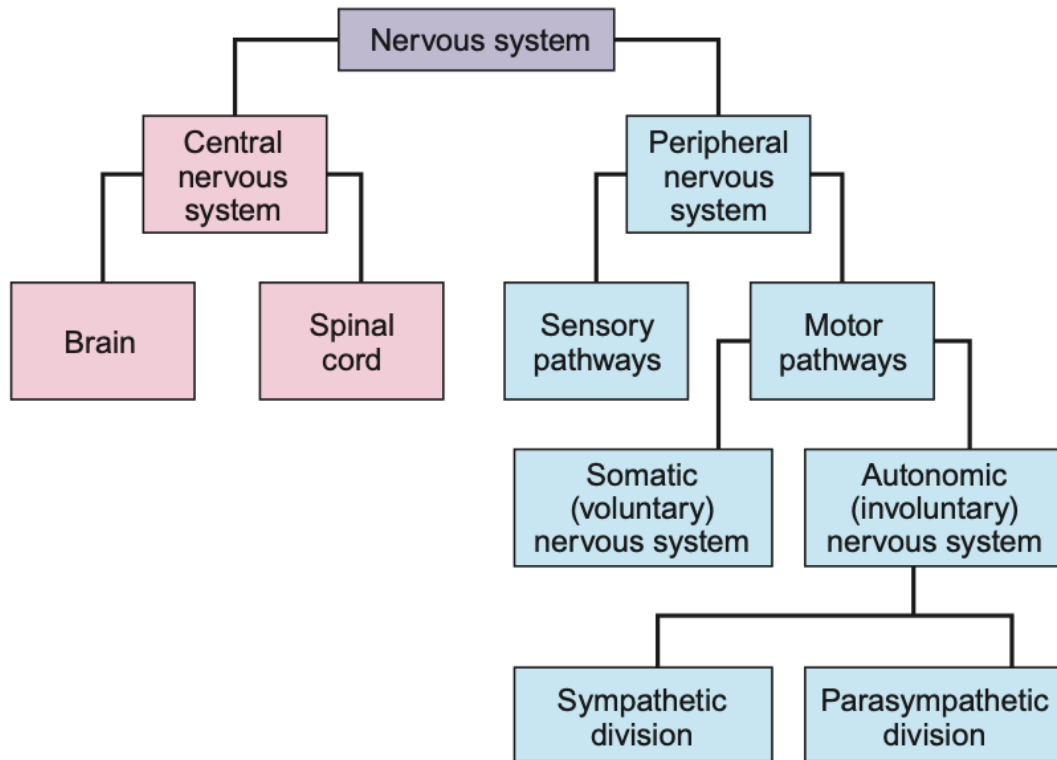 Nervous system
Central
nervous
system
Peripheral
nervous
system
Brain
Spinal
cord
Sensory
pathways
Motor
pathways
Somatic
(voluntary)
nervous system
Autonomic
(involuntary)
nervous system
Sympathetic
division
Parasympathetic
division